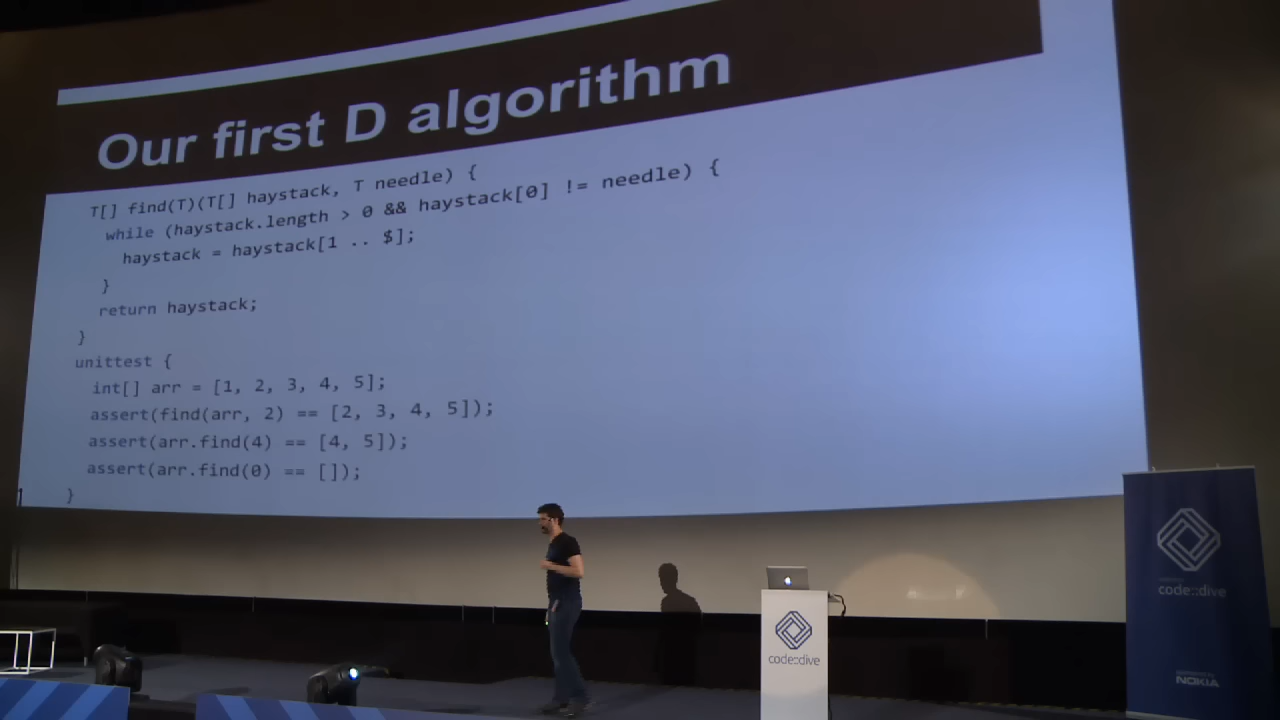 Our first D algorithm
T[] find(T)(T[] haystack, T needle) {
while (haystack.length > 0 && haystack[0] != needle) {
haystack = haystack[1 .. $];
}
return haystack;
}
unittest {
int[] arr = [1, 2, 3, 4, 5];
assert(find(arr, 2) == [2, 3, 4, 5]);
assert(arr.find(4) == [4, 5]);
assert(arr.find(0) == []);
}
code::dive
code::dive
NOKIA